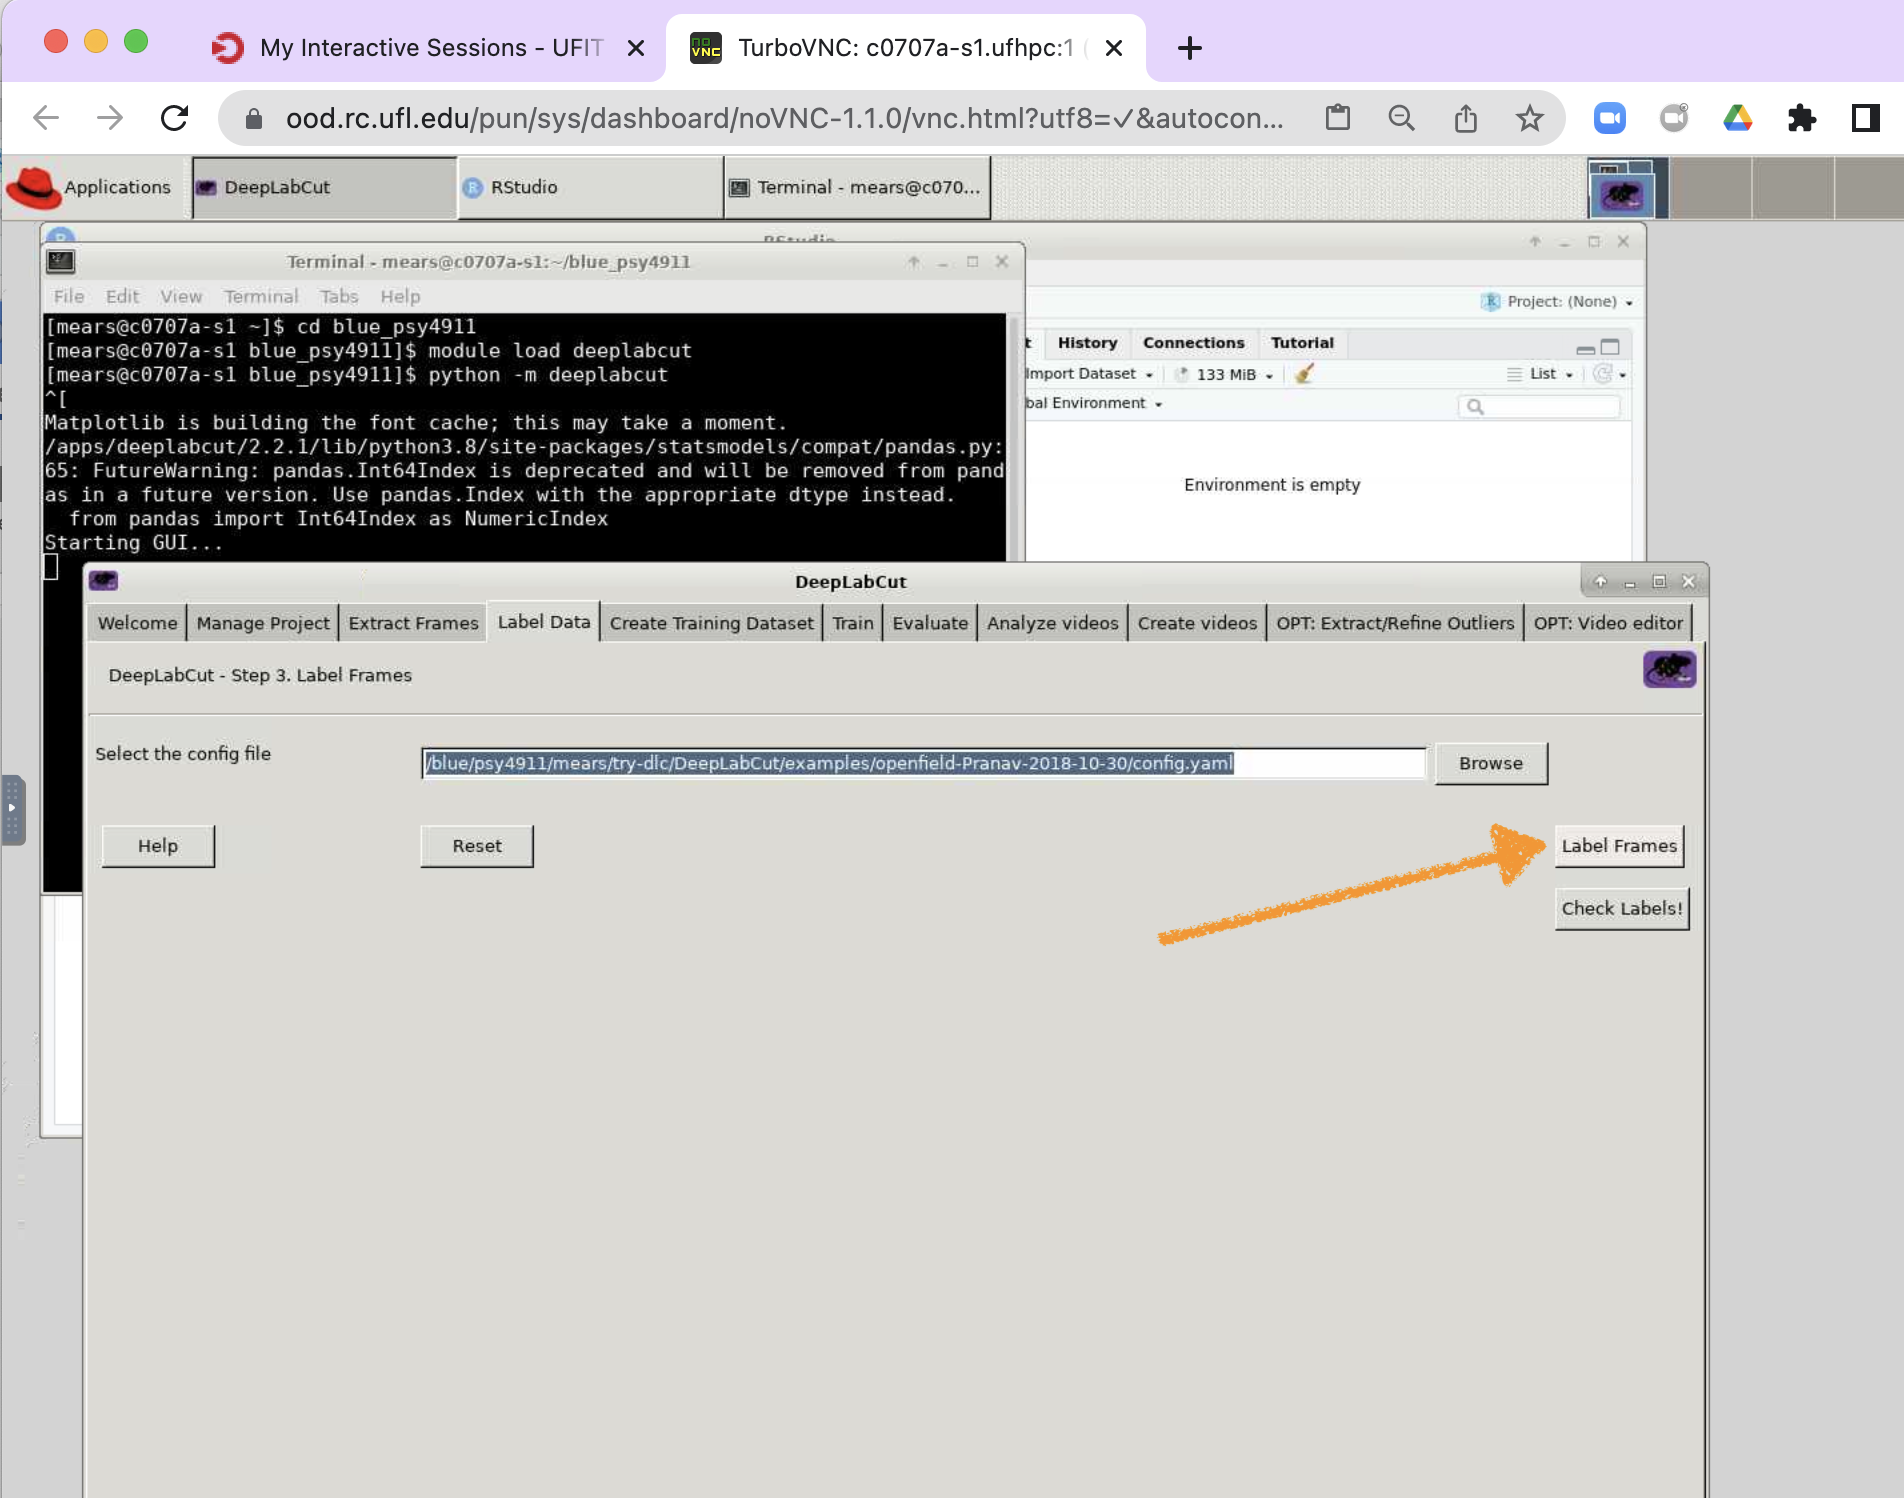 My Interactive Sessions - UFIT
TurboVNC: c0707a-s1.ufhpc:1 (
ood.rc.ufl.edu/pun/sys/dashboard/noVNC-1.1.0/vnc.html?utf8=✓&autocon...
Applications
DeepLabCut
RStudio
Terminal - mears@c070...
RStudio
Terminal - mears@c0707a-s1:~/blue_psy4911
File Edit View Terminal Tabs Help
Project: (None)
[mears@c0707a-s1 ~]$ cd blue_psy4911
[mears@c0707a-s1 blue_psy4911]$ module load deeplabcut
[mears@c0707a-s1 blue_psy4911]$ python -m deeplabcut
^[
Matplotlib is building the font cache; this may take a moment.
/apps/deeplabcut/2.2.1/lib/python3.8/site-packages/statsmodels/compat/pandas.py:
65: FutureWarning: pandas.Int64Index is deprecated and will be removed from pand
as in a future version. Use pandas.Index with the appropriate dtype instead.
  from pandas import Int64Index as NumericIndex
Starting GUI...
t History Connections Tutorial
Import Dataset 133 MiB List
bal Environment
Environment is empty
DeepLabCut
Welcome Manage Project Extract Frames Label Data Create Training Dataset Train Evaluate Analyze videos Create videos OPT: Extract/Refine Outliers OPT: Video editor
DeepLabCut - Step 3. Label Frames
Select the config file
/blue/psy4911/mears/try-dlc/DeepLabCut/examples/openfield-Pranav-2018-10-30/config.yaml
Browse
Help
Reset
Label Frames
Check Labels!